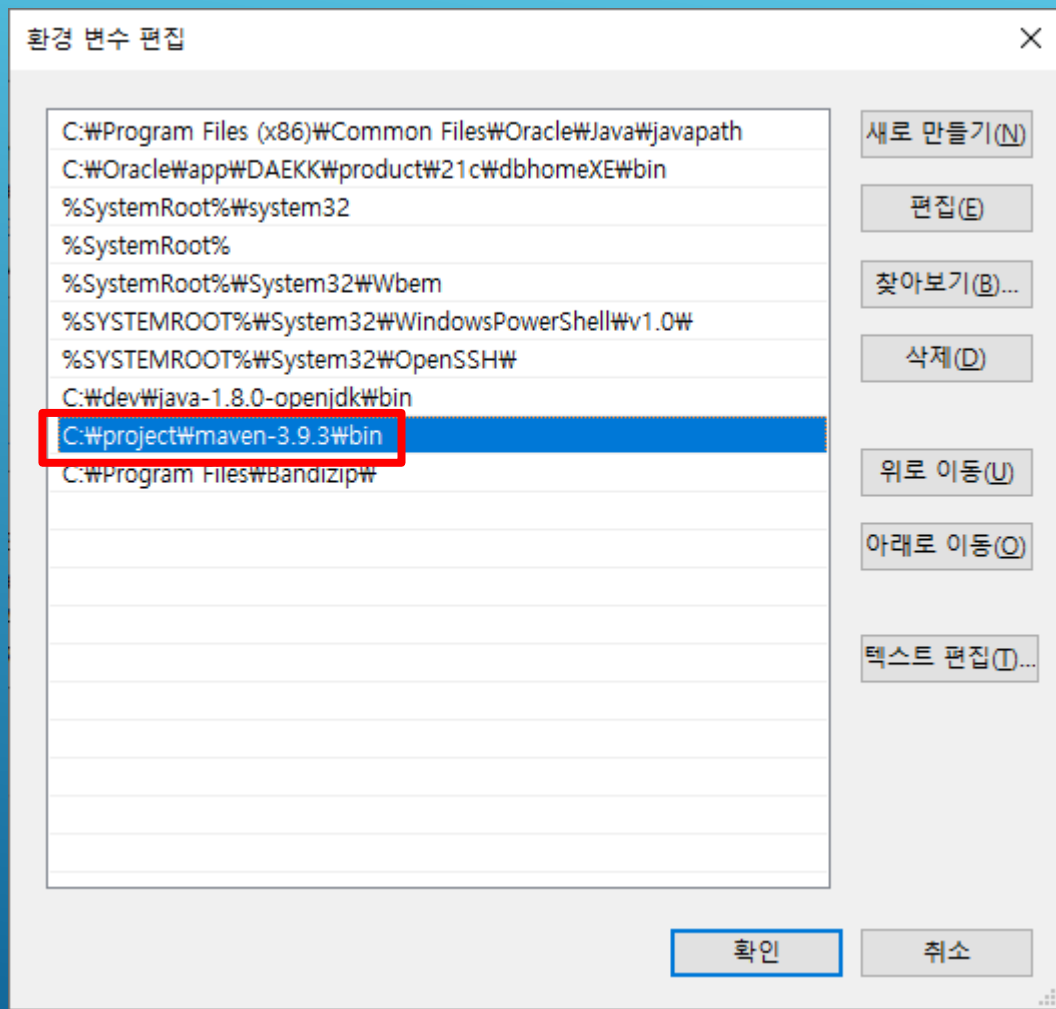 환경 변수 편집
C:₩Program Files (x86)₩Common Files₩Oracle₩Java₩javapath
C:₩Oracle₩app₩DAEKK₩product₩21c₩dbhomeXE₩bin
%SystemRoot%₩system32
%SystemRoot%
%SystemRoot%₩System32₩Wbem
%SYSTEMROOT%₩System32₩WindowsPowerShell₩v1.0₩
%SYSTEMROOT%₩System32₩OpenSSH₩
C:₩dev₩java-1.8.0-openjdk₩bin
C:₩project₩maven-3.9.3₩bin
C:₩Program Files₩Bandizip₩
새로 만들기(N)
편집(E)
찾아보기(B)...
삭제(D)
위로 이동(U)
아래로 이동(O)
텍스트 편집(T)...
확인
취소